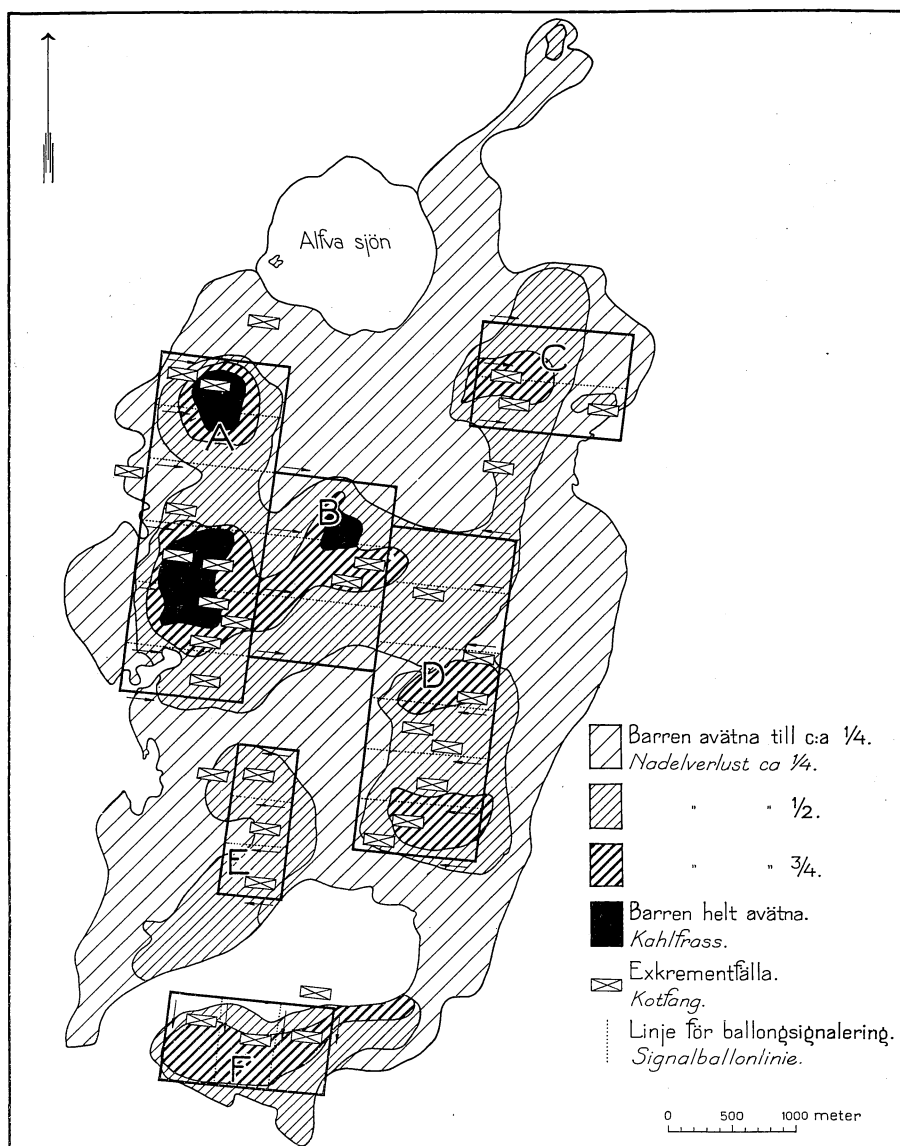 Alfva sjön
C
A
B
D
E
F
Barren avätna till c:a 1/4.
Nadelverlust ca 1/4.
" " 1/2.
" " 3/4.
Barren helt avätna.
Kahlfrass.
Exkrementfälla.
Kotfang.
Linje för ballongsignalering.
Signalballonlinie.
0 500 1000 meter